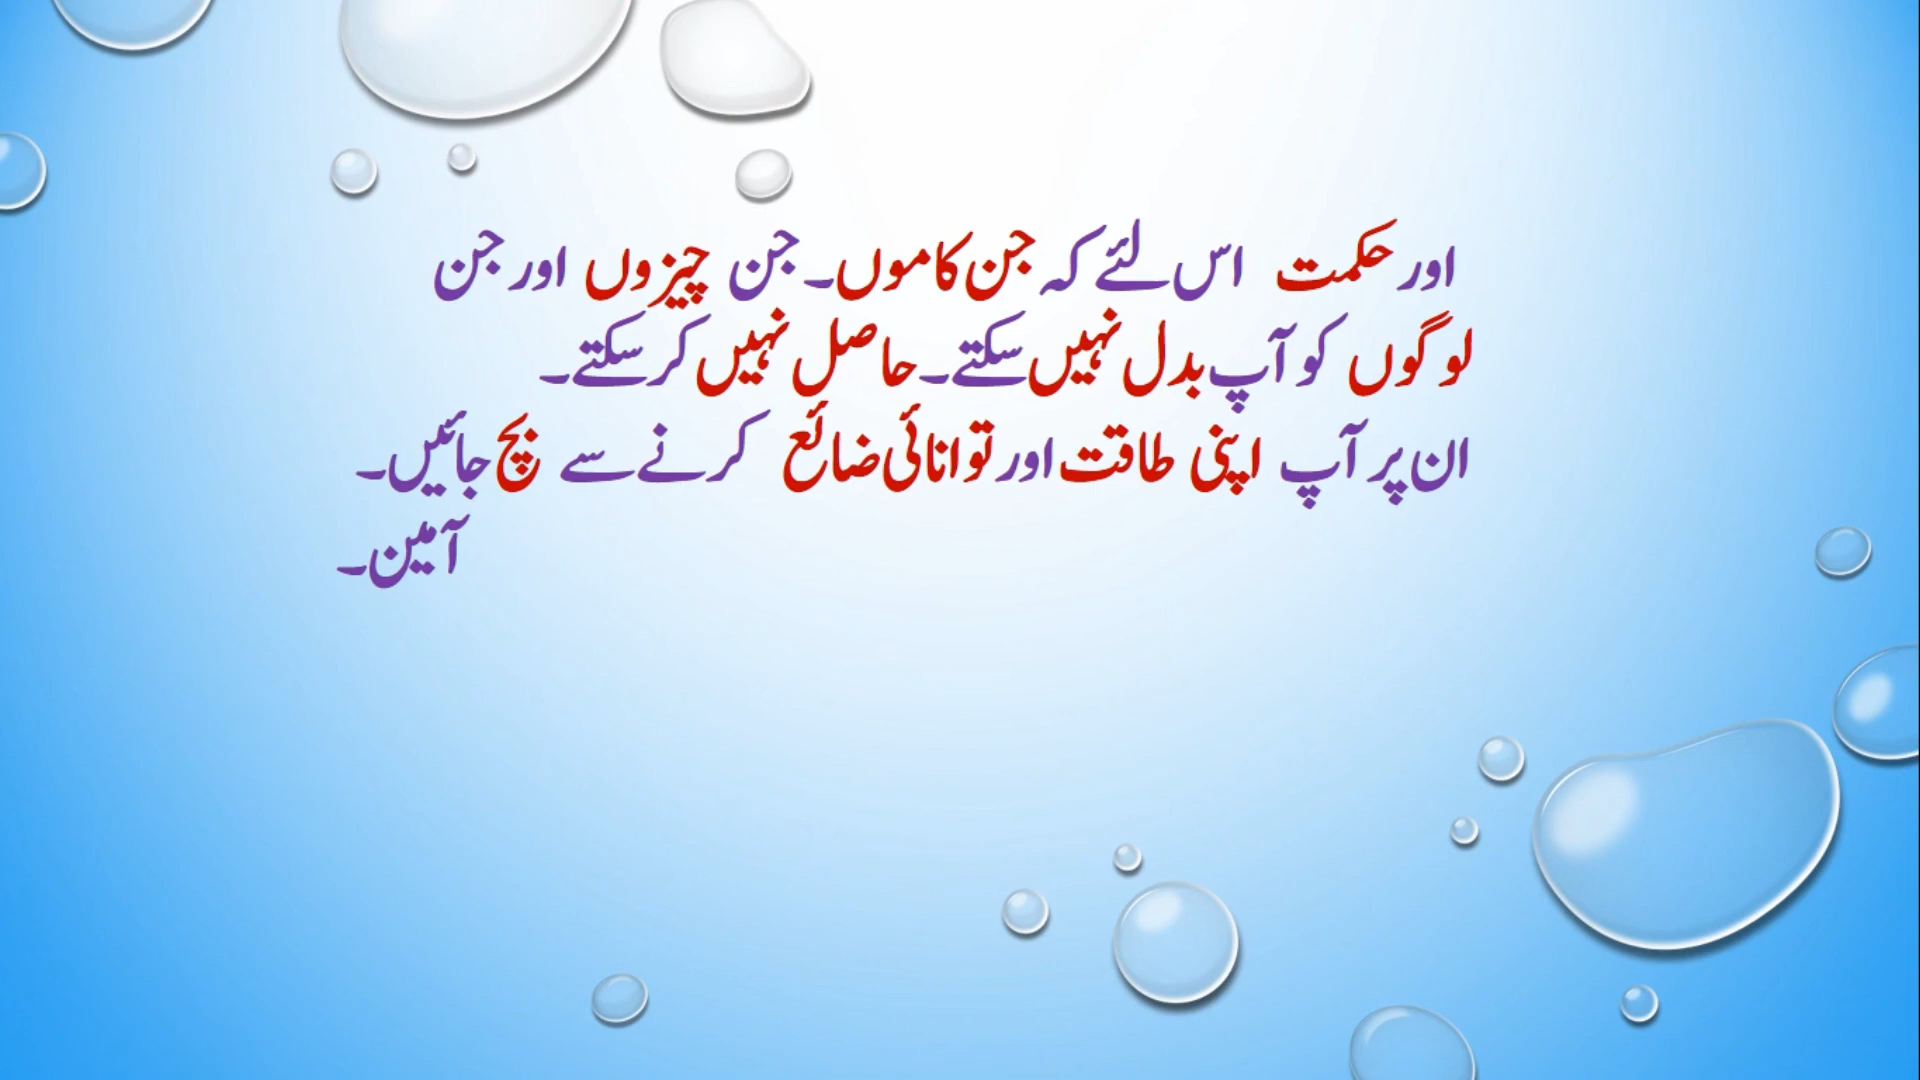 اور حکمت اس لئے کہ جن کاموں۔ جن چیزوں اور جن
لوگوں کو آپ بدل نہیں سکتے۔ حاصل نہیں کر سکتے۔
ان پر آپ اپنی طاقت اور توانائی ضائع کرنے سے بچ جائیں۔
آمین۔